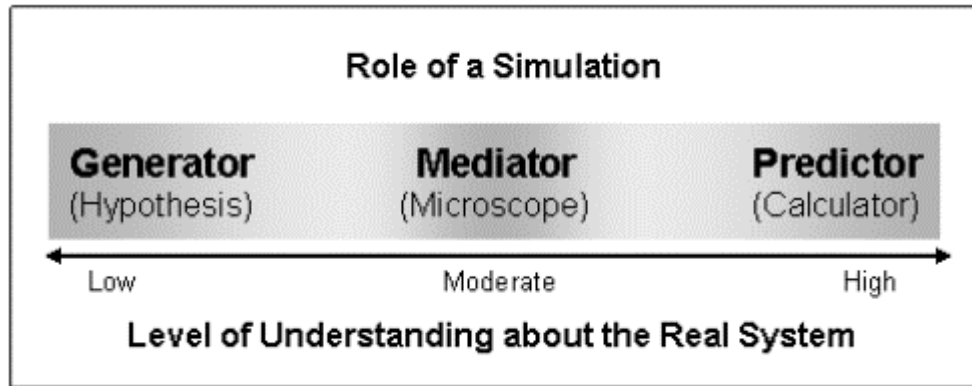 Role of a Simulation
Generator Mediator Predictor
(Hypothesis) (Microscope) (Calculator)
Low Moderate High
Level of Understanding about the Real System